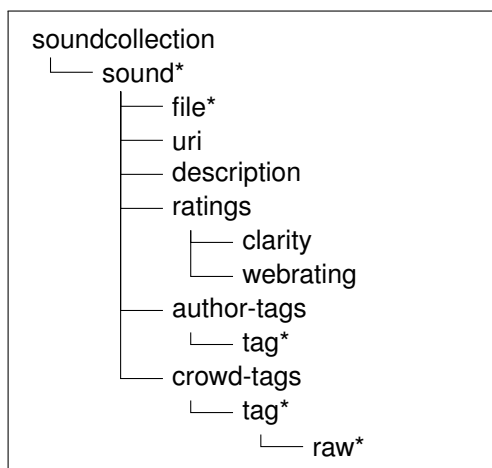 soundcollection
sound*
file*
uri
description
ratings
clarity
webrating
author-tags
tag*
crowd-tags
tag*
raw*